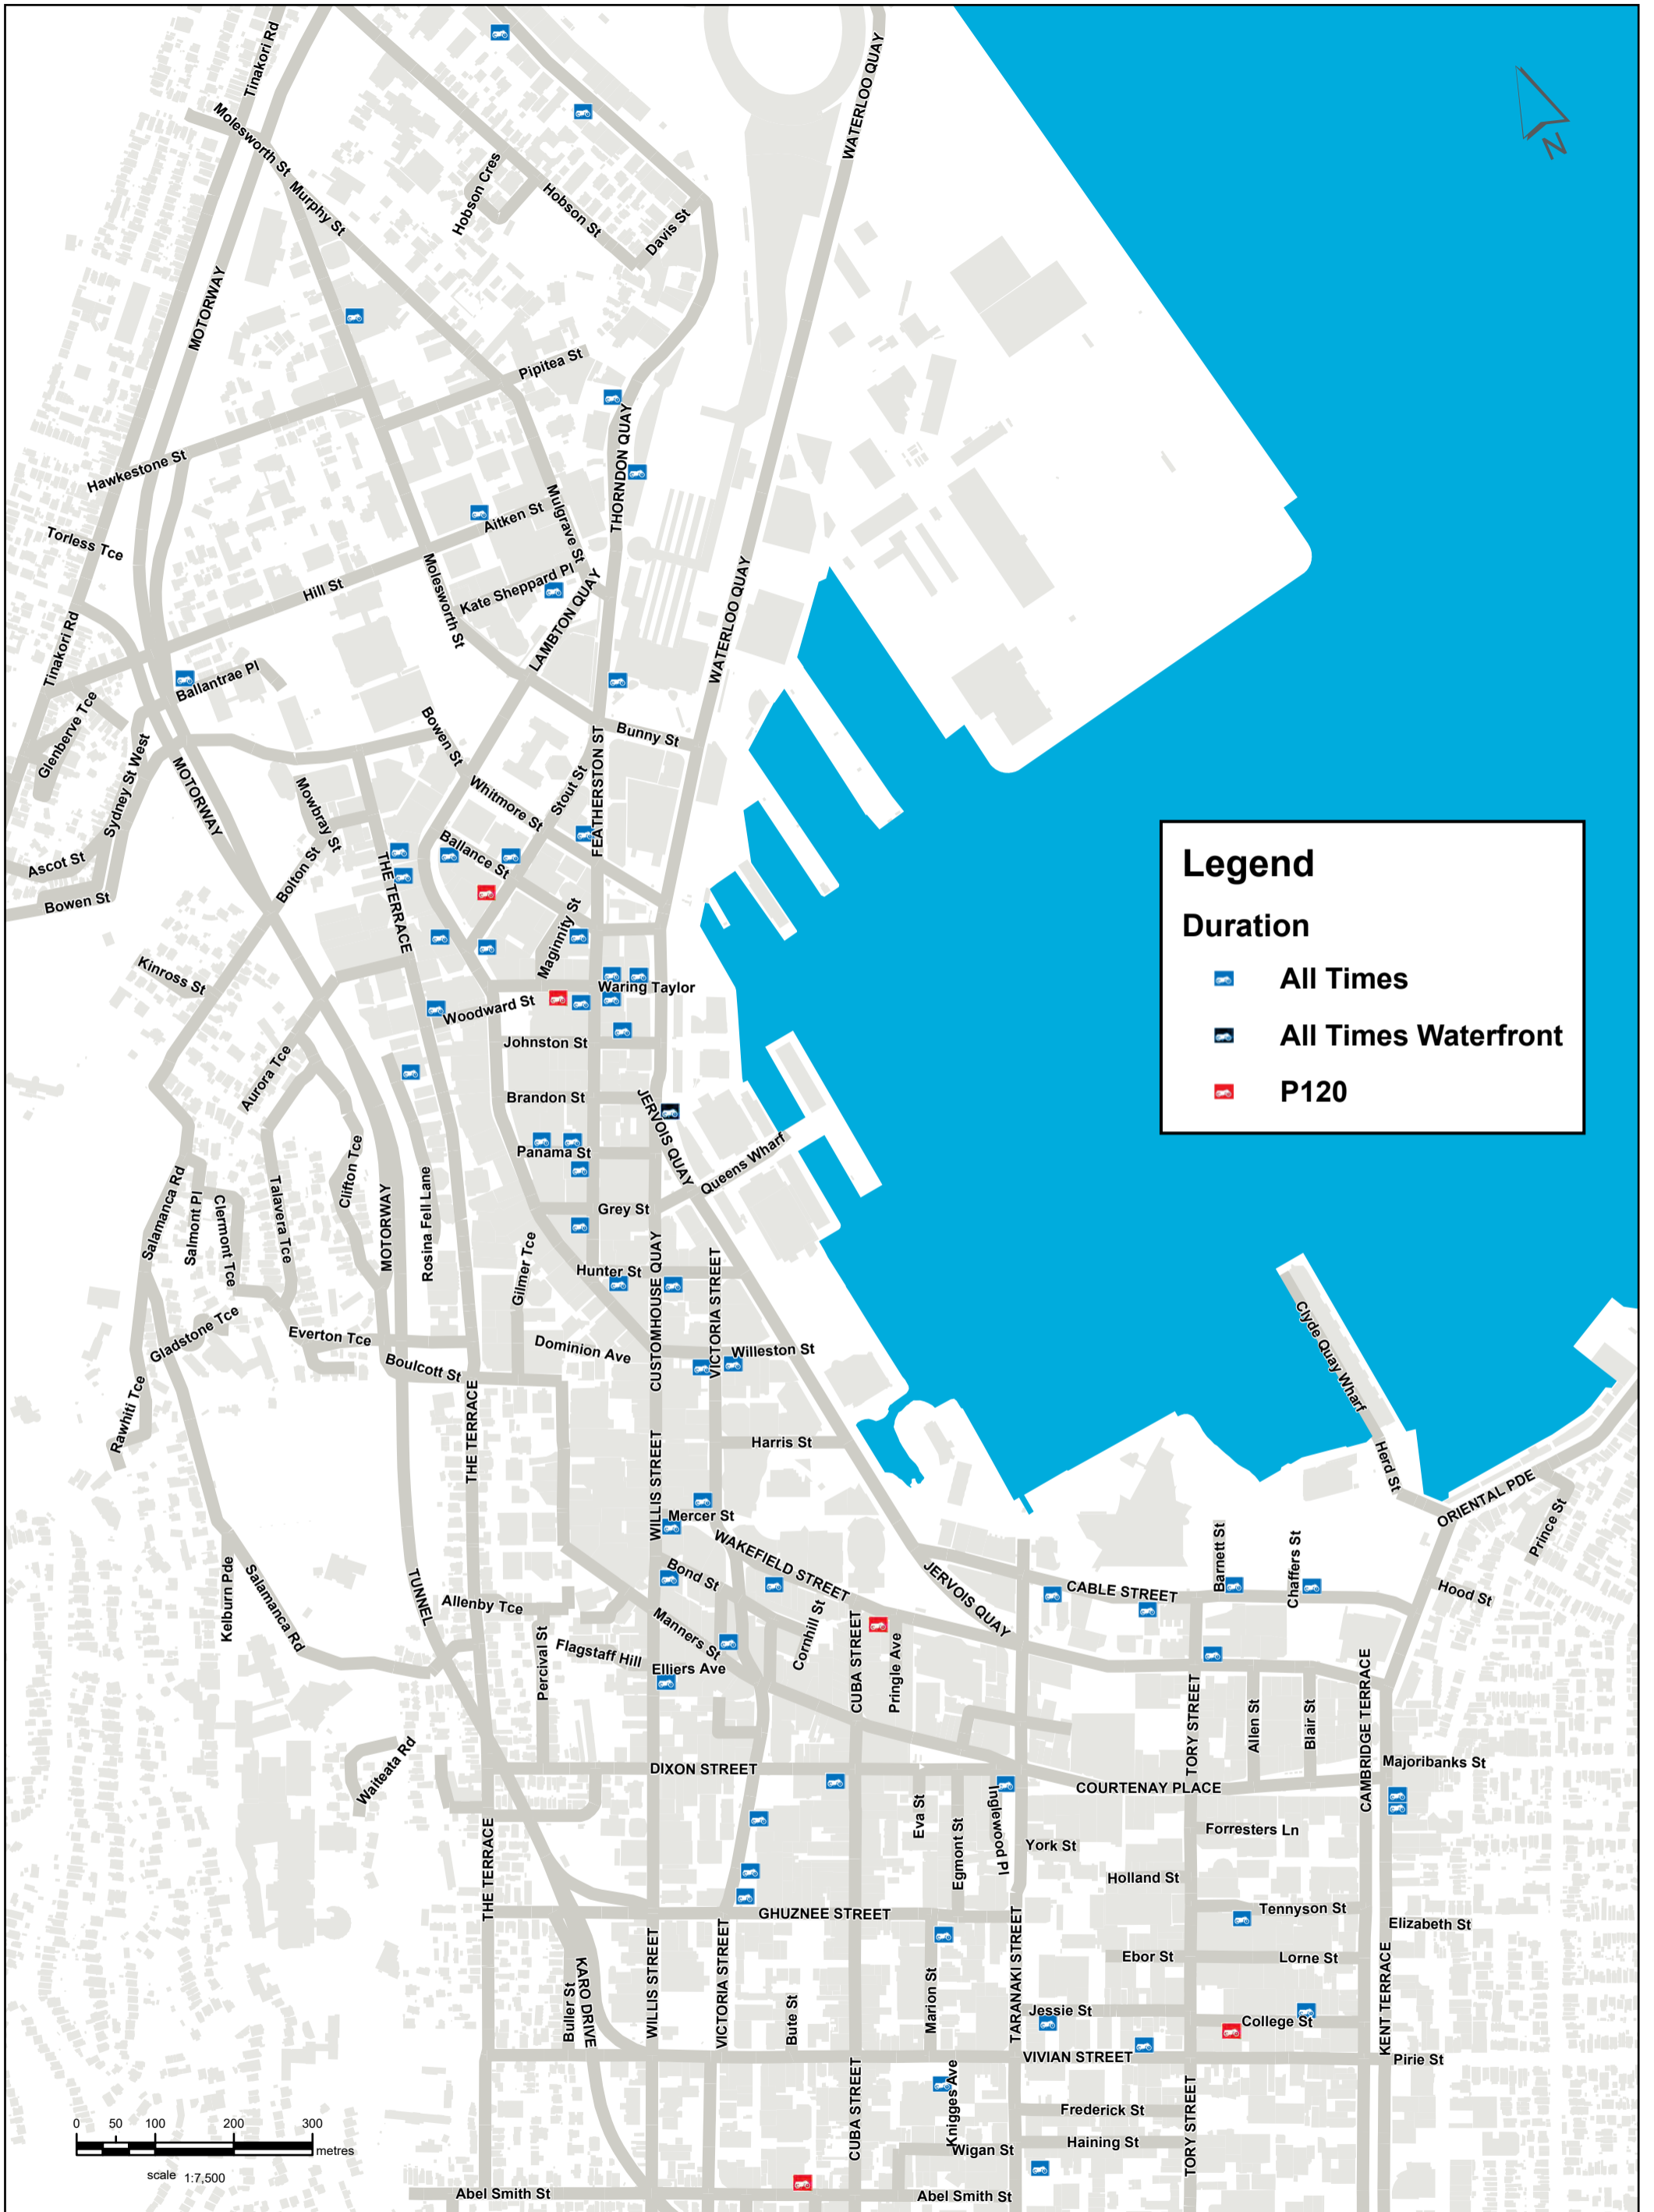 Tinakori Rd
WATERLOO QUAY
Molesworth St
Murphy St
Hobson Cres
Hobson St
Davis St
N
MOTORWAY
Pipitea St
Hawkestone St
THORNDON QUAY
Mulgrave St
Aitken St
Torless Tce
Hill St
Molesworth St
Kate Sheppard Pl
LAMBTON QUAY
WATERLOO QUAY
Tinakori Rd
Ballantrae Pl
Glenberve Tce
Sydney St West
MOTORWAY
Bowen St
Bunny St
FEATHERSTON ST
Stout St
Whitmore St
Mowbray St
Ballance St
Ascot St
Bolton St
THE TERRACE
Bowen St
Maginnity St
Kinross St
Waring Taylor
Woodward St
Johnston St
Aurora Tce
Brandon St
JERVOIS QUAY
Panama St
Queens Wharf
Salamanca Rd
Salmont Pl
Clermont Tce
Talavera Tce
Clifton Tce
MOTORWAY
Rosina Fell Lane
Grey St
Gilmer Tce
Hunter St
CUSTOMHOUSE QUAY
VICTORIA STREET
Gladstone Tce
Everton Tce
Boulcott St
Dominion Ave
Willeston St
Rawhiti Tce
THE TERRACE
WILLIS STREET
Harris St
Clyde Quay Wharf
Herd St
ORIENTAL PDE
Prince St
Mercer St
WAKEFIELD STREET
Bond St
JERVOIS QUAY
CABLE STREET
Barnett St
Chaffers St
Hood St
Kelburn Pde
Salamanca Rd
TUNNEL
Allenby Tce
Percival St
Flagstaff Hill
Manners St
Elliers Ave
Cornhill St
CUBA STREET
Pringle Ave
TORY STREET
Allen St
Blair St
CAMBRIDGE TERRACE
Waiteata Rd
DIXON STREET
COURTENAY PLACE
Majoribanks St
Eva St
Egmont St
Inglewood Pl
York St
Forresters Ln
Holland St
THE TERRACE
GHUZNEE STREET
Tennyson St
Elizabeth St
Ebor St
Lorne St
Buller St
KARO DRIVE
WILLIS STREET
VICTORIA STREET
Bute St
Marion St
TARANAKI STREET
Jessie St
College St
KENT TERRACE
VIVIAN STREET
Pirie St
CUBA STREET
Knigges Ave
Frederick St
TORY STREET
Wigan St
Haining St
Abel Smith St
Abel Smith St
Legend
Duration
All Times
All Times Waterfront
P120
0 50 100 200 300
metres
scale 1:7,500